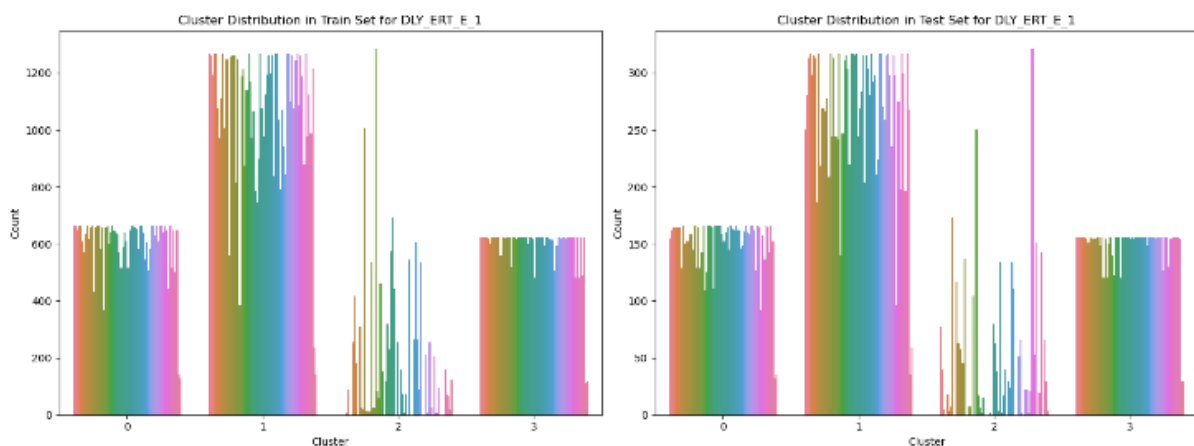 Cluster Distribution in Train Set for DLY_ERT_E_1
Count
1200
1000
800
600
400
200
0
0 1 2 3
Cluster
Cluster Distribution in Test Set for DLY_ERT_E_1
Count
300
250
200
150
100
50
0
0 1 2 3
Cluster